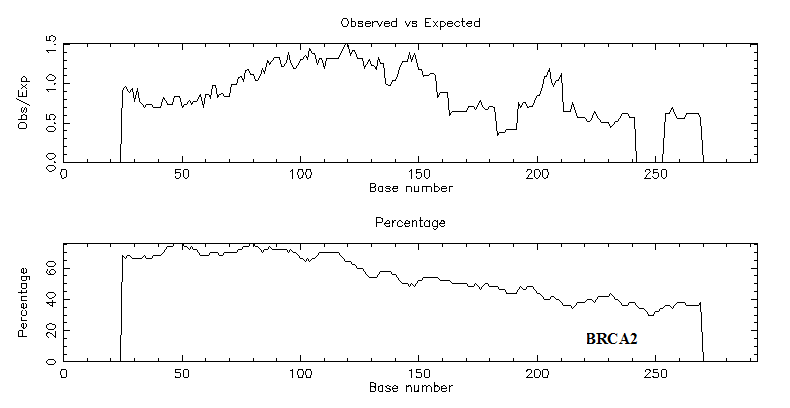 Observed vs Expected
Obs/Exp
0.0 0.5 1.0 1.5
0 50 100 150 200 250
Base number
Percentage
Percentage
0 20 40 60
BRCA2
0 50 100 150 200 250
Base number